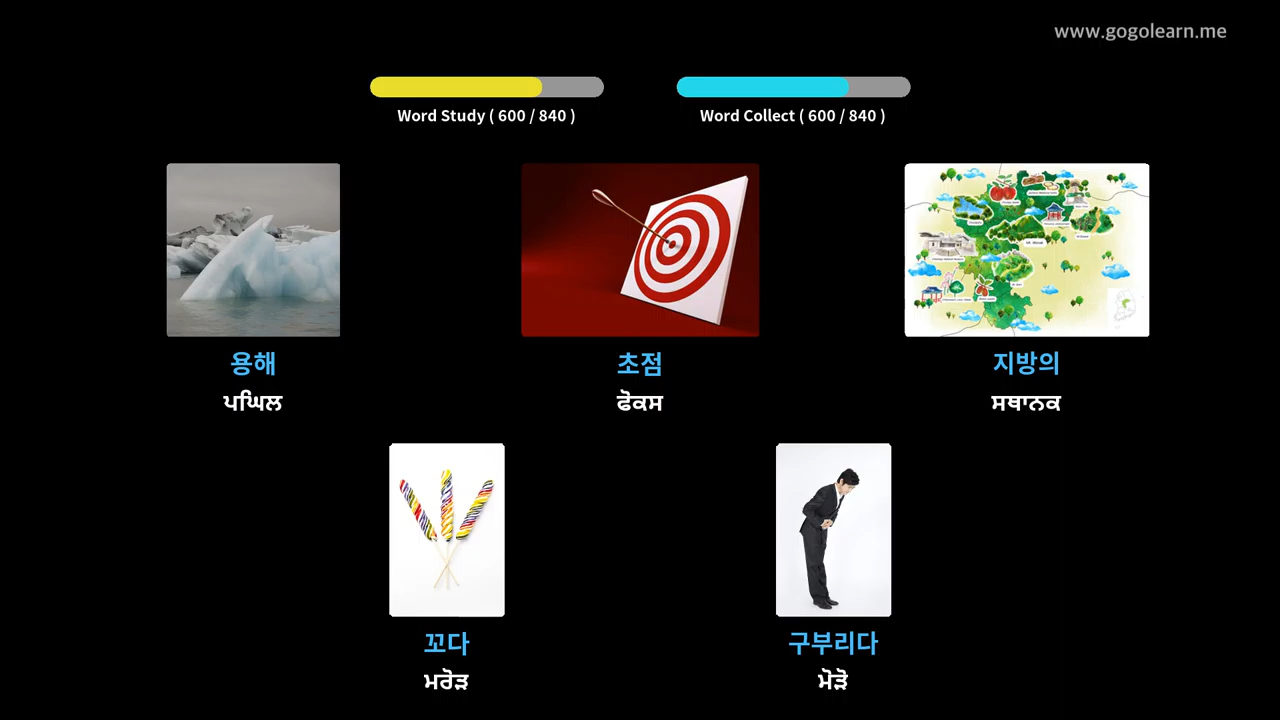 www.gogolearn.me
Word Study ( 600 / 840 )
Word Collect ( 600 / 840 )
용해
ਪਘਿਲ
초점
ਫੋਕਸ
지방의
ਸਥਾਨਕ
꼬다
ਮਰੋੜ
구부리다
ਮੋੜੋ